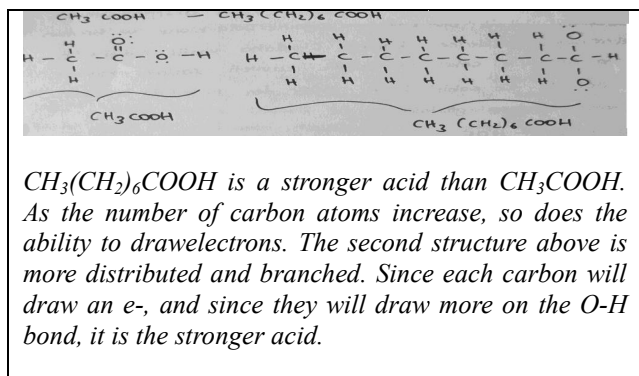 CH3 COOH — CH3(CH2)6 COOH
H H H H H H H H O
H – C – C – O – H H – C – C – C – C – C – C – C – C – H
H H H H H H H H O
CH3 COOH CH3 (CH2)6 COOH
CH3(CH2)6COOH is a stronger acid than CH3COOH.
As the number of carbon atoms increase, so does the
ability to drawelectrons. The second structure above is
more distributed and branched. Since each carbon will
draw an e-, and since they will draw more on the O-H
bond, it is the stronger acid.